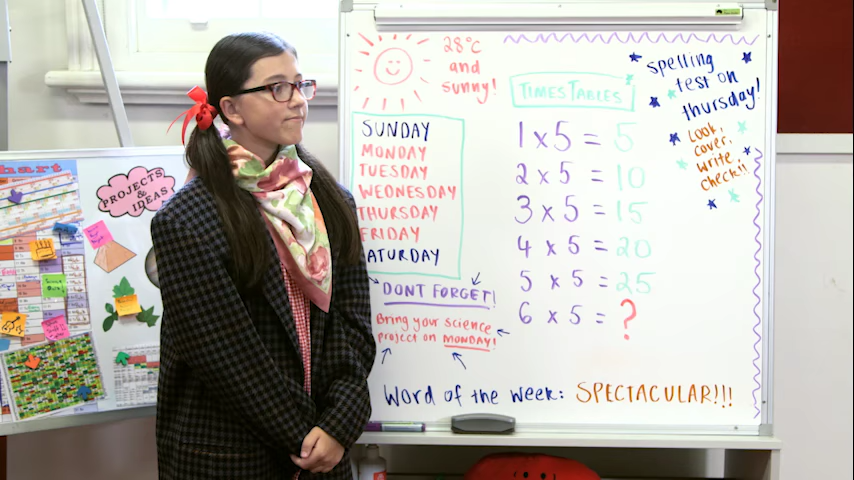 hart
PROJECTS
&
IDEAS
28°C
and
sunny!
SUNDAY
MONDAY
TUESDAY
WEDNESDAY
THURSDAY
FRIDAY
ATURDAY
DONT FORGET!
Bring your science
project on MONDAY!
TIMES TABLES
1 x 5 = 5
2 x 5 = 10
3 x 5 = 15
4 x 5 = 20
5 x 5 = 25
6 x 5 = ?
spelling
test on
thursday!
Look,
cover,
write,
check!!
Word of the Week: SPECTACULAR!!!